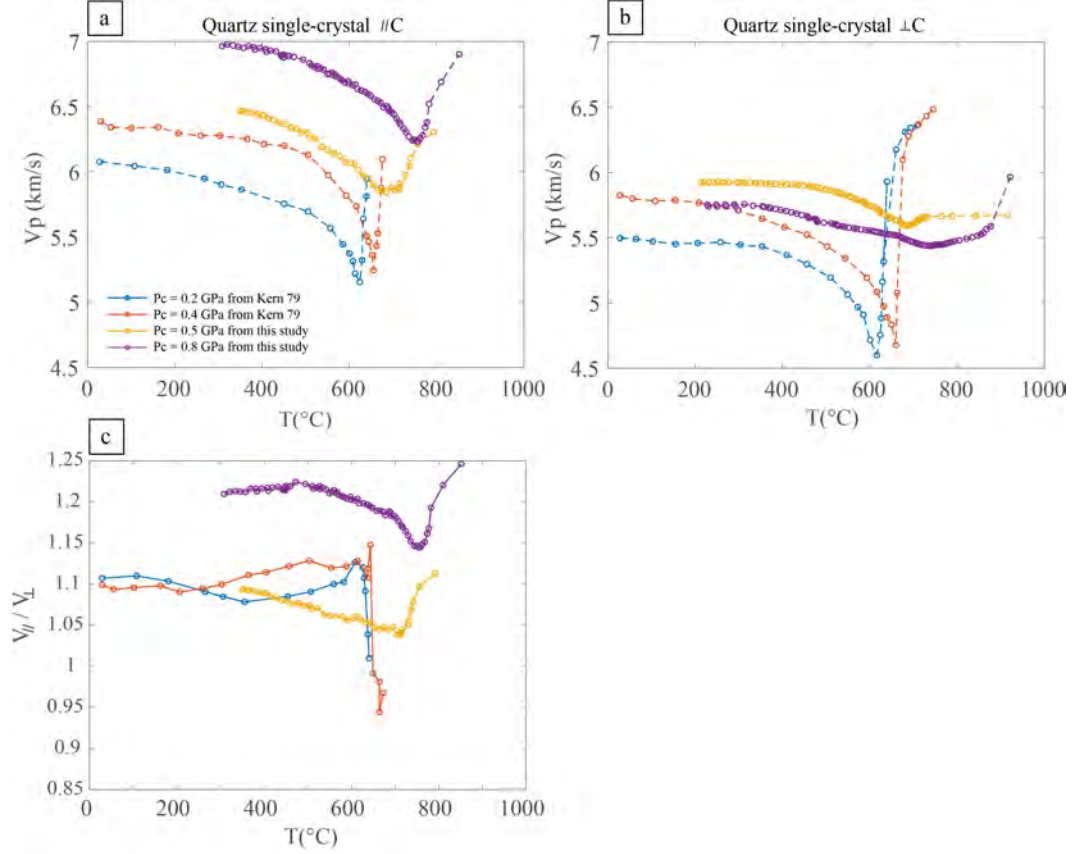 a
Quartz single-crystal //C
7
6.5
6
5.5
5
4.5
Vp (km/s)
Pc = 0.2 GPa from Kern 79
Pc = 0.4 GPa from Kern 79
Pc = 0.5 GPa from this study
Pc = 0.8 GPa from this study
0 200 400 600 800 1000
T(°C)
b
Quartz single-crystal ⊥C
7
6.5
6
5.5
5
4.5
Vp (km/s)
0 200 400 600 800 1000
T(°C)
c
1.25
1.2
1.15
1.1
1.05
1
0.95
0.9
0.85
V// / V⊥
0 200 400 600 800 1000
T(°C)